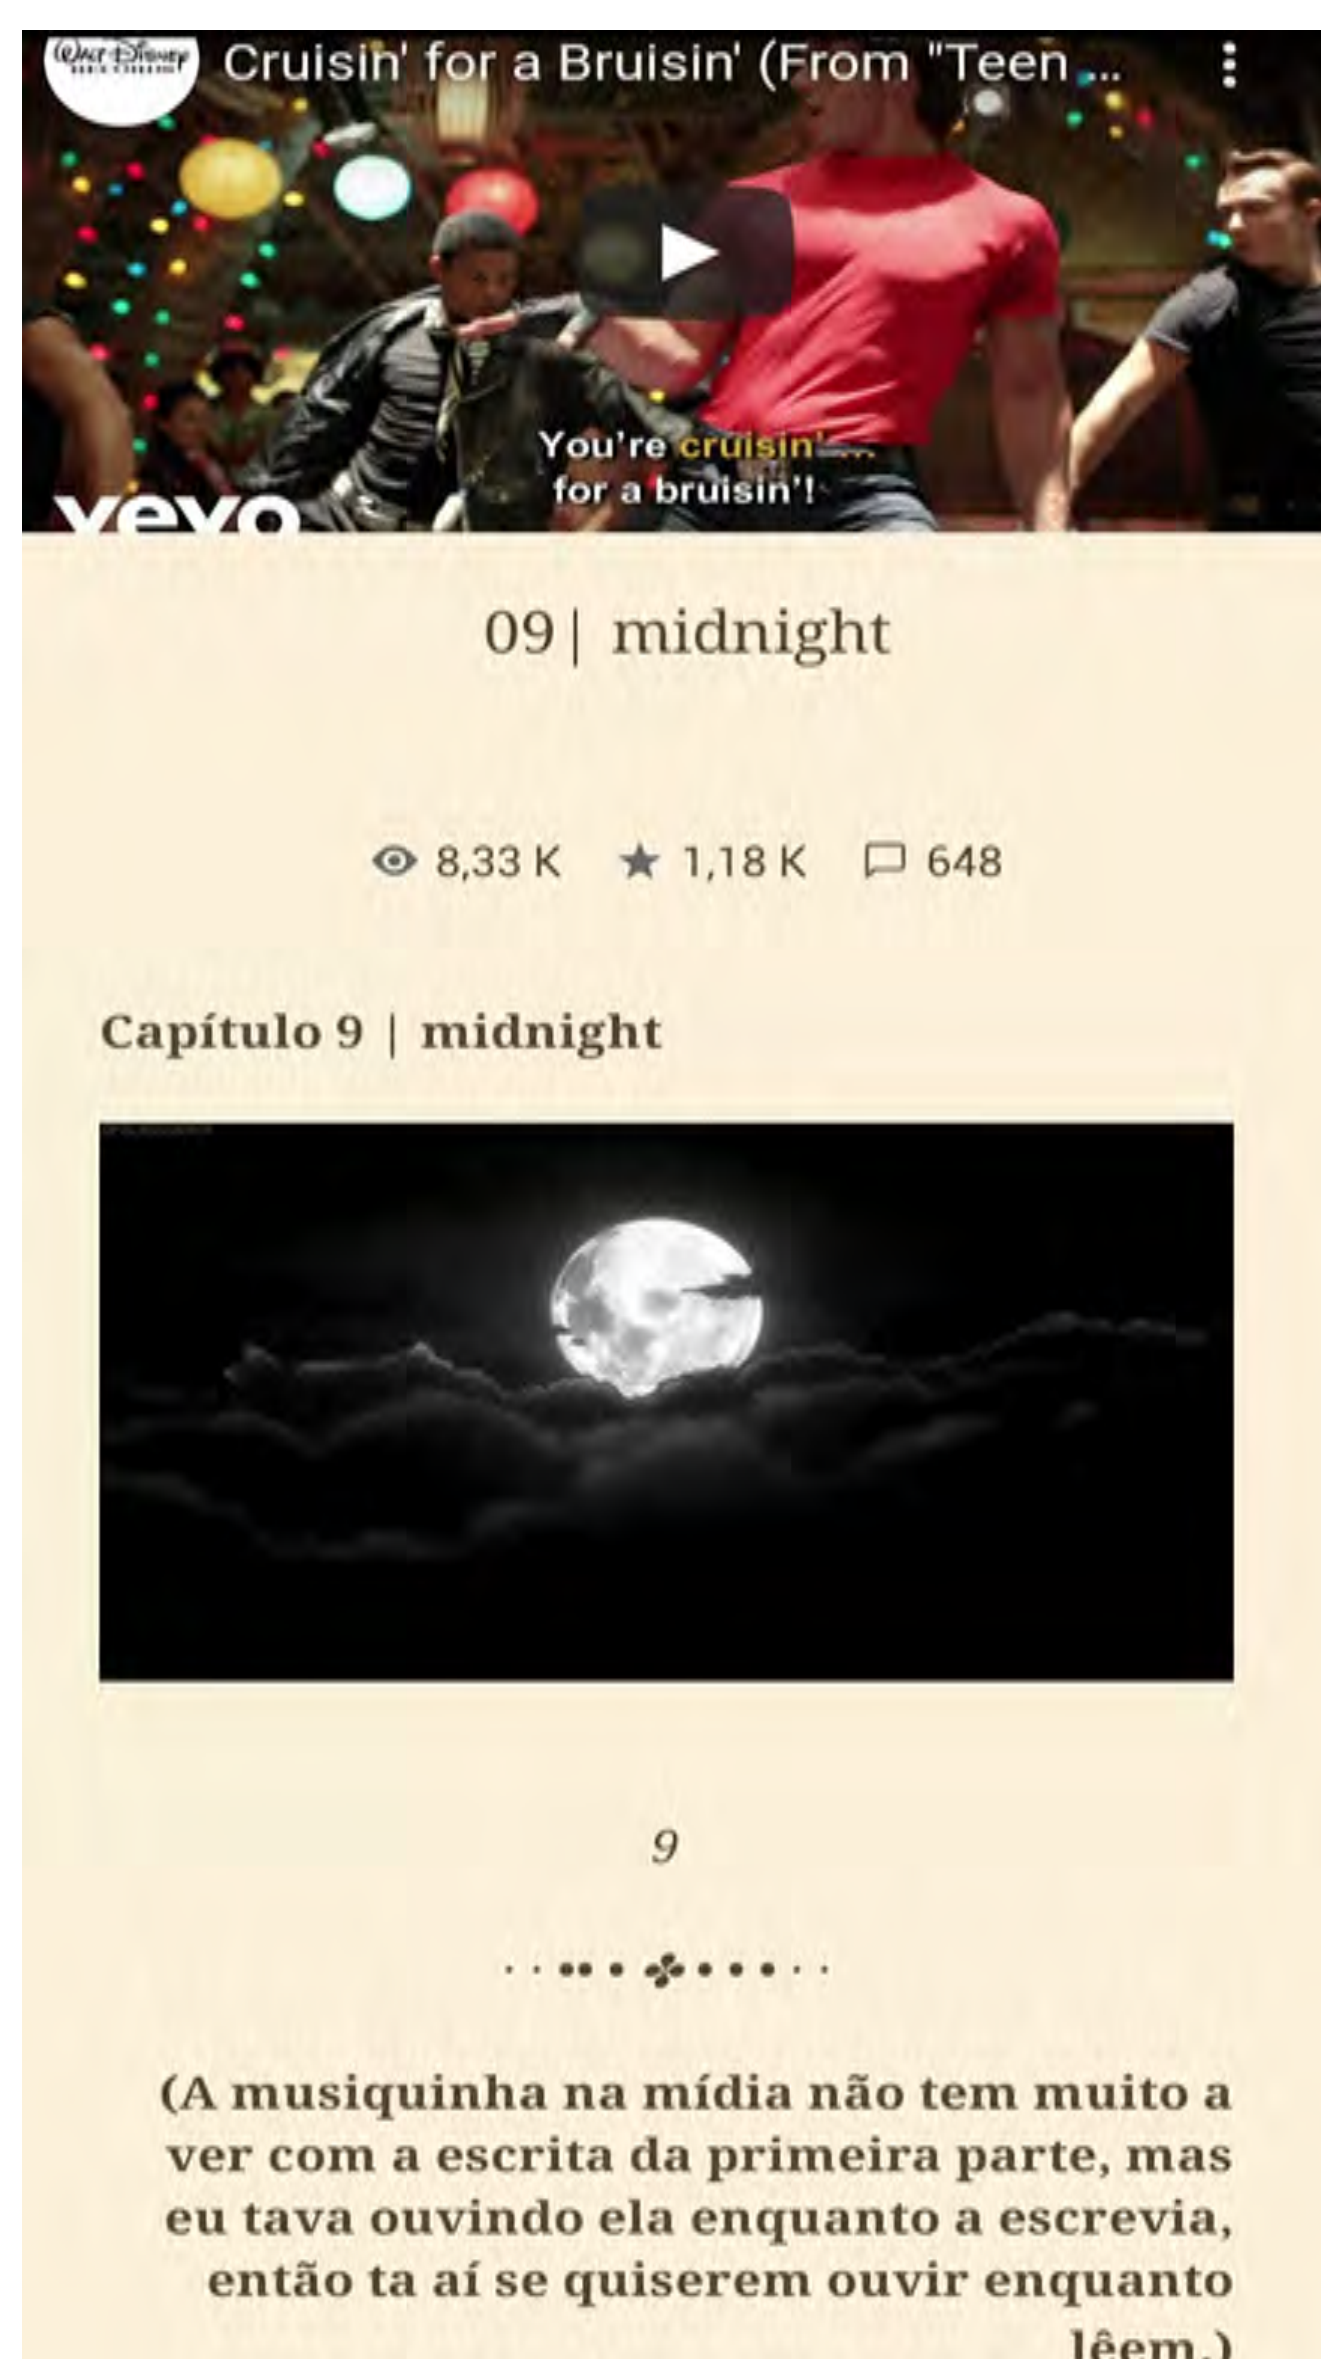 WALT DISNEY
Cruisin' for a Bruisin' (From "Teen ...
You're cruisin'...
for a bruisin'!
vevo
09| midnight
8,33 K 1,18 K 648
Capítulo 9 | midnight
9
(A musiquinha na mídia não tem muito a
ver com a escrita da primeira parte, mas
eu tava ouvindo ela enquanto a escrevia,
então ta aí se quiserem ouvir enquanto
lêem.)